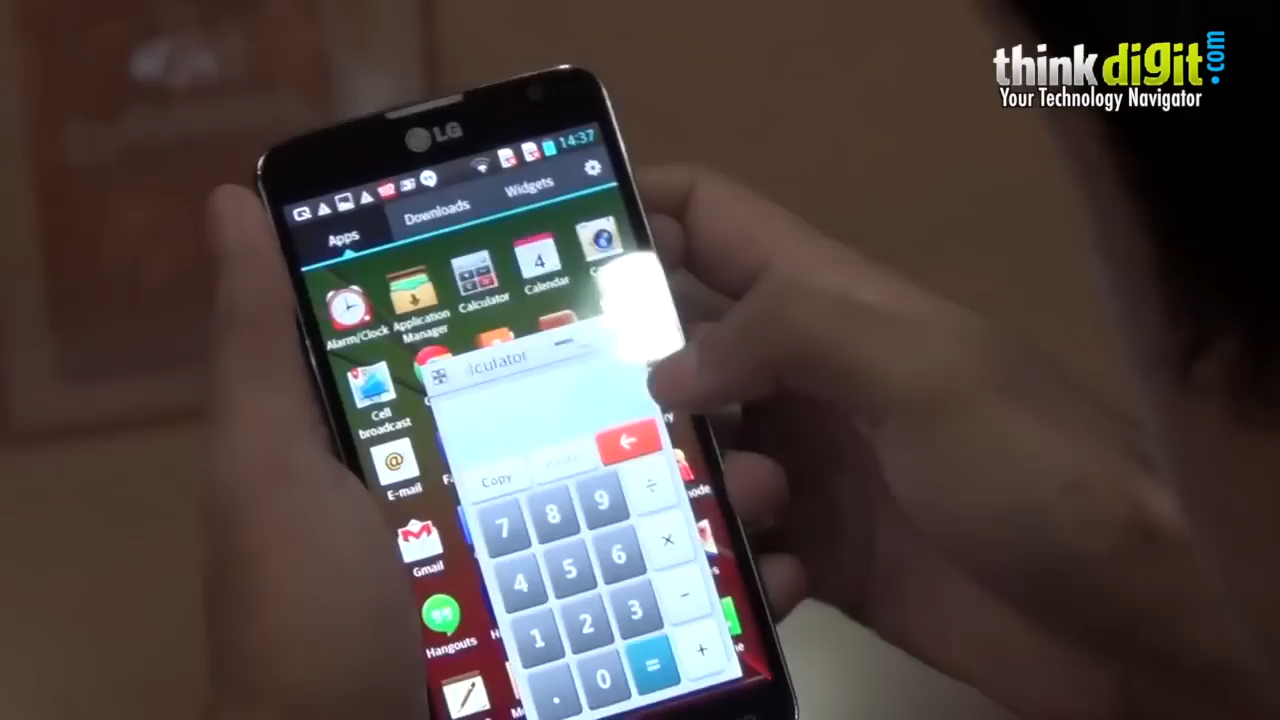 thinkdigit.com
Your Technology Navigator
LG
14:37
Apps
Downloads
Widgets
Alarm/Clock
Application
Manager
Calculator
4
Calendar
Cell
broadcast
E-mail
Gmail
Hangouts
lculator
Copy
←
7 8 9 ÷
4 5 6 ×
1 2 3 −
. 0 = +